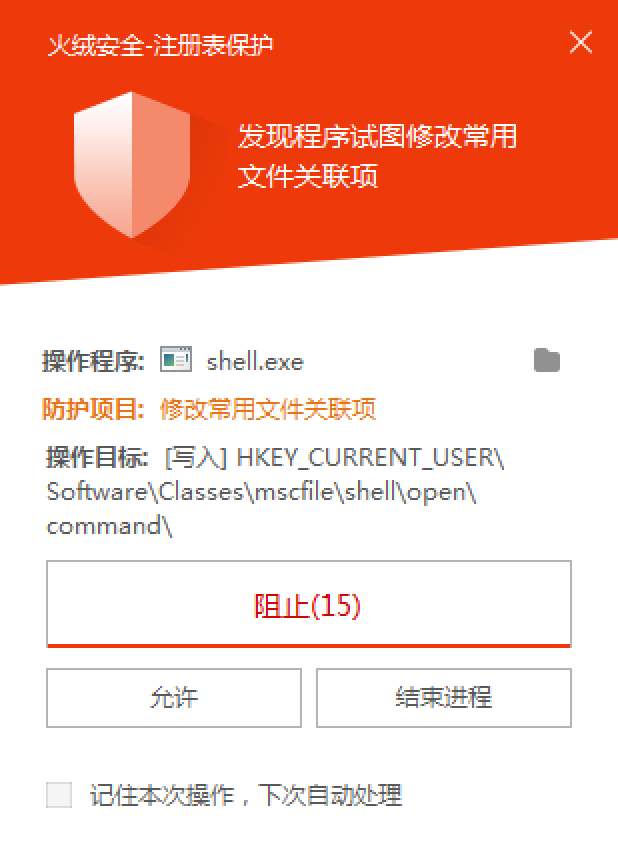 火绒安全-注册表保护
发现程序试图修改常用
文件关联项
操作程序: shell.exe
防护项目: 修改常用文件关联项
操作目标: [写入] HKEY_CURRENT_USER\
Software\Classes\mscfile\shell\open\
command\
阻止(15)
允许 结束进程
记住本次操作，下次自动处理